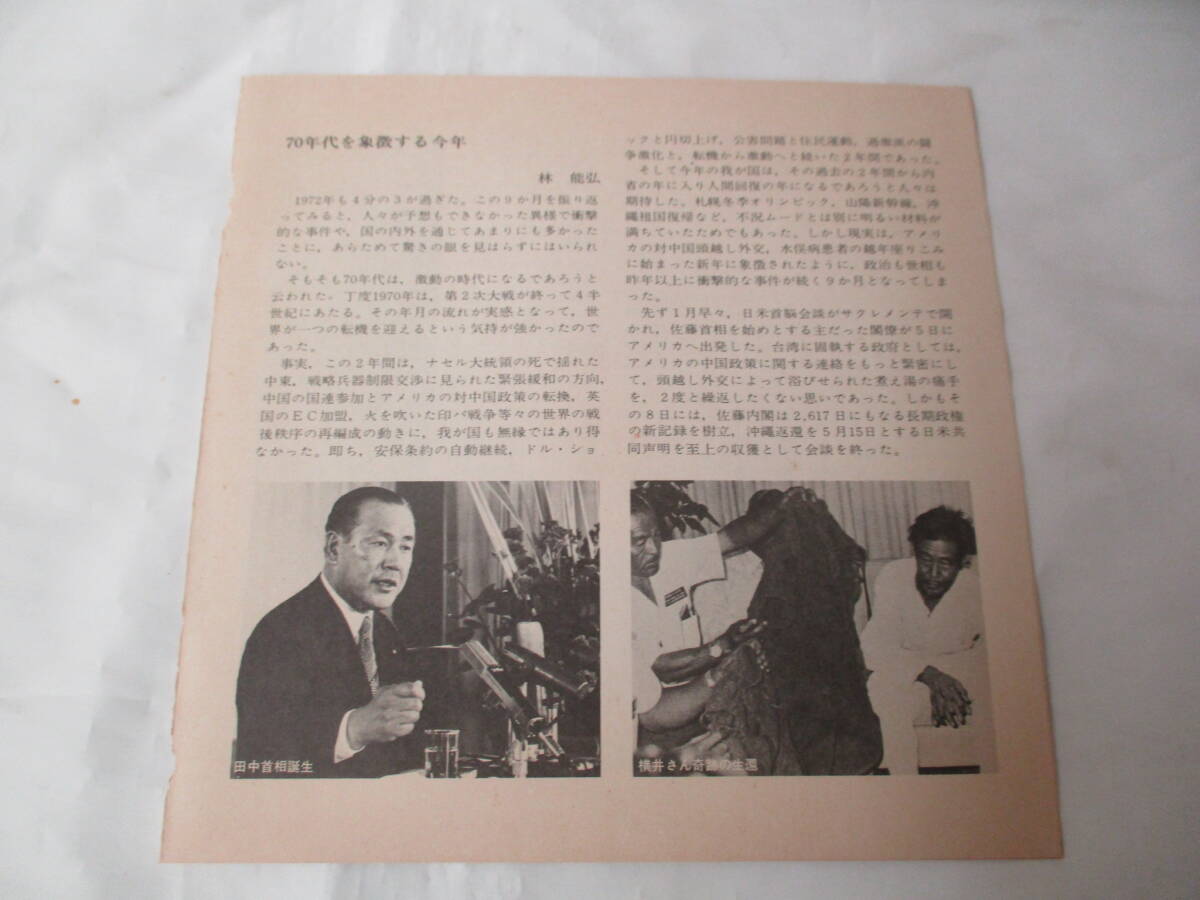 70年代を象徴する今年
林 能弘
1972年も4分の3が過ぎた。この9か月を振り返
ってみると、人々が予想もできなかった異様で衝撃
的な事件や、国の内外を通じてあまりにも多かった
ことに、あらためて驚きの眼を見はらずにはいられ
ない。
そもそも70年代は、激動の時代になるであろうと
云われた。丁度1970年は、第2次大戦が終って4半
世紀にあたる。その年月の流れが実感となって、世
界が一つの転機を迎えるという気持が強かったので
あった。
事実、この2年間は、ナセル大統領の死で揺れた
中東、戦略兵器制限交渉に見られた緊張緩和の方向、
中国の国連参加とアメリカの対中国政策の転換、英
国のEC加盟、火を吹いた印パ戦争等々の世界の戦
後秩序の再編成の動きに、我が国も無縁ではあり得
なかった。即ち、安保条約の自動継続、ドル・ショ
ックと円切上げ、公害問題と住民運動、過激派の闘
争激化と、転機から激動へと続いた2年間であった。
そして今年の我が国は、その過去の2年間から内
省の年に入り人間回復の年になるであろうと人々は
期待した。札幌冬季オリンピック、山陽新幹線、沖
縄祖国復帰など、不況ムードとは別に明るい材料が
満ちていたためでもあった。しかし現実は、アメリ
カの対中国頭越し外交、水俣病患者の越年座りこみ
に始まった新年に象徴されたように、政治も世相も
昨年以上に衝撃的な事件が続く9か月となってしま
った。
先ず1月早々、日米首脳会談がサクレメンテで開
かれ、佐藤首相を始めとする主だった閣僚が5日に
アメリカへ出発した。台湾に固執する政府としては、
アメリカの中国政策に関する連絡をもっと緊密にし
て、頭越し外交によって浴びせられた煮え湯の痛手
を、2度と繰返したくない思いであった。しかもそ
の8日には、佐藤内閣は2,617日にもなる長期政権
の新記録を樹立、沖縄返還を5月15日とする日米共
同声明を至上の収獲として会談を終った。
田中首相誕生
横井さん奇跡の生還